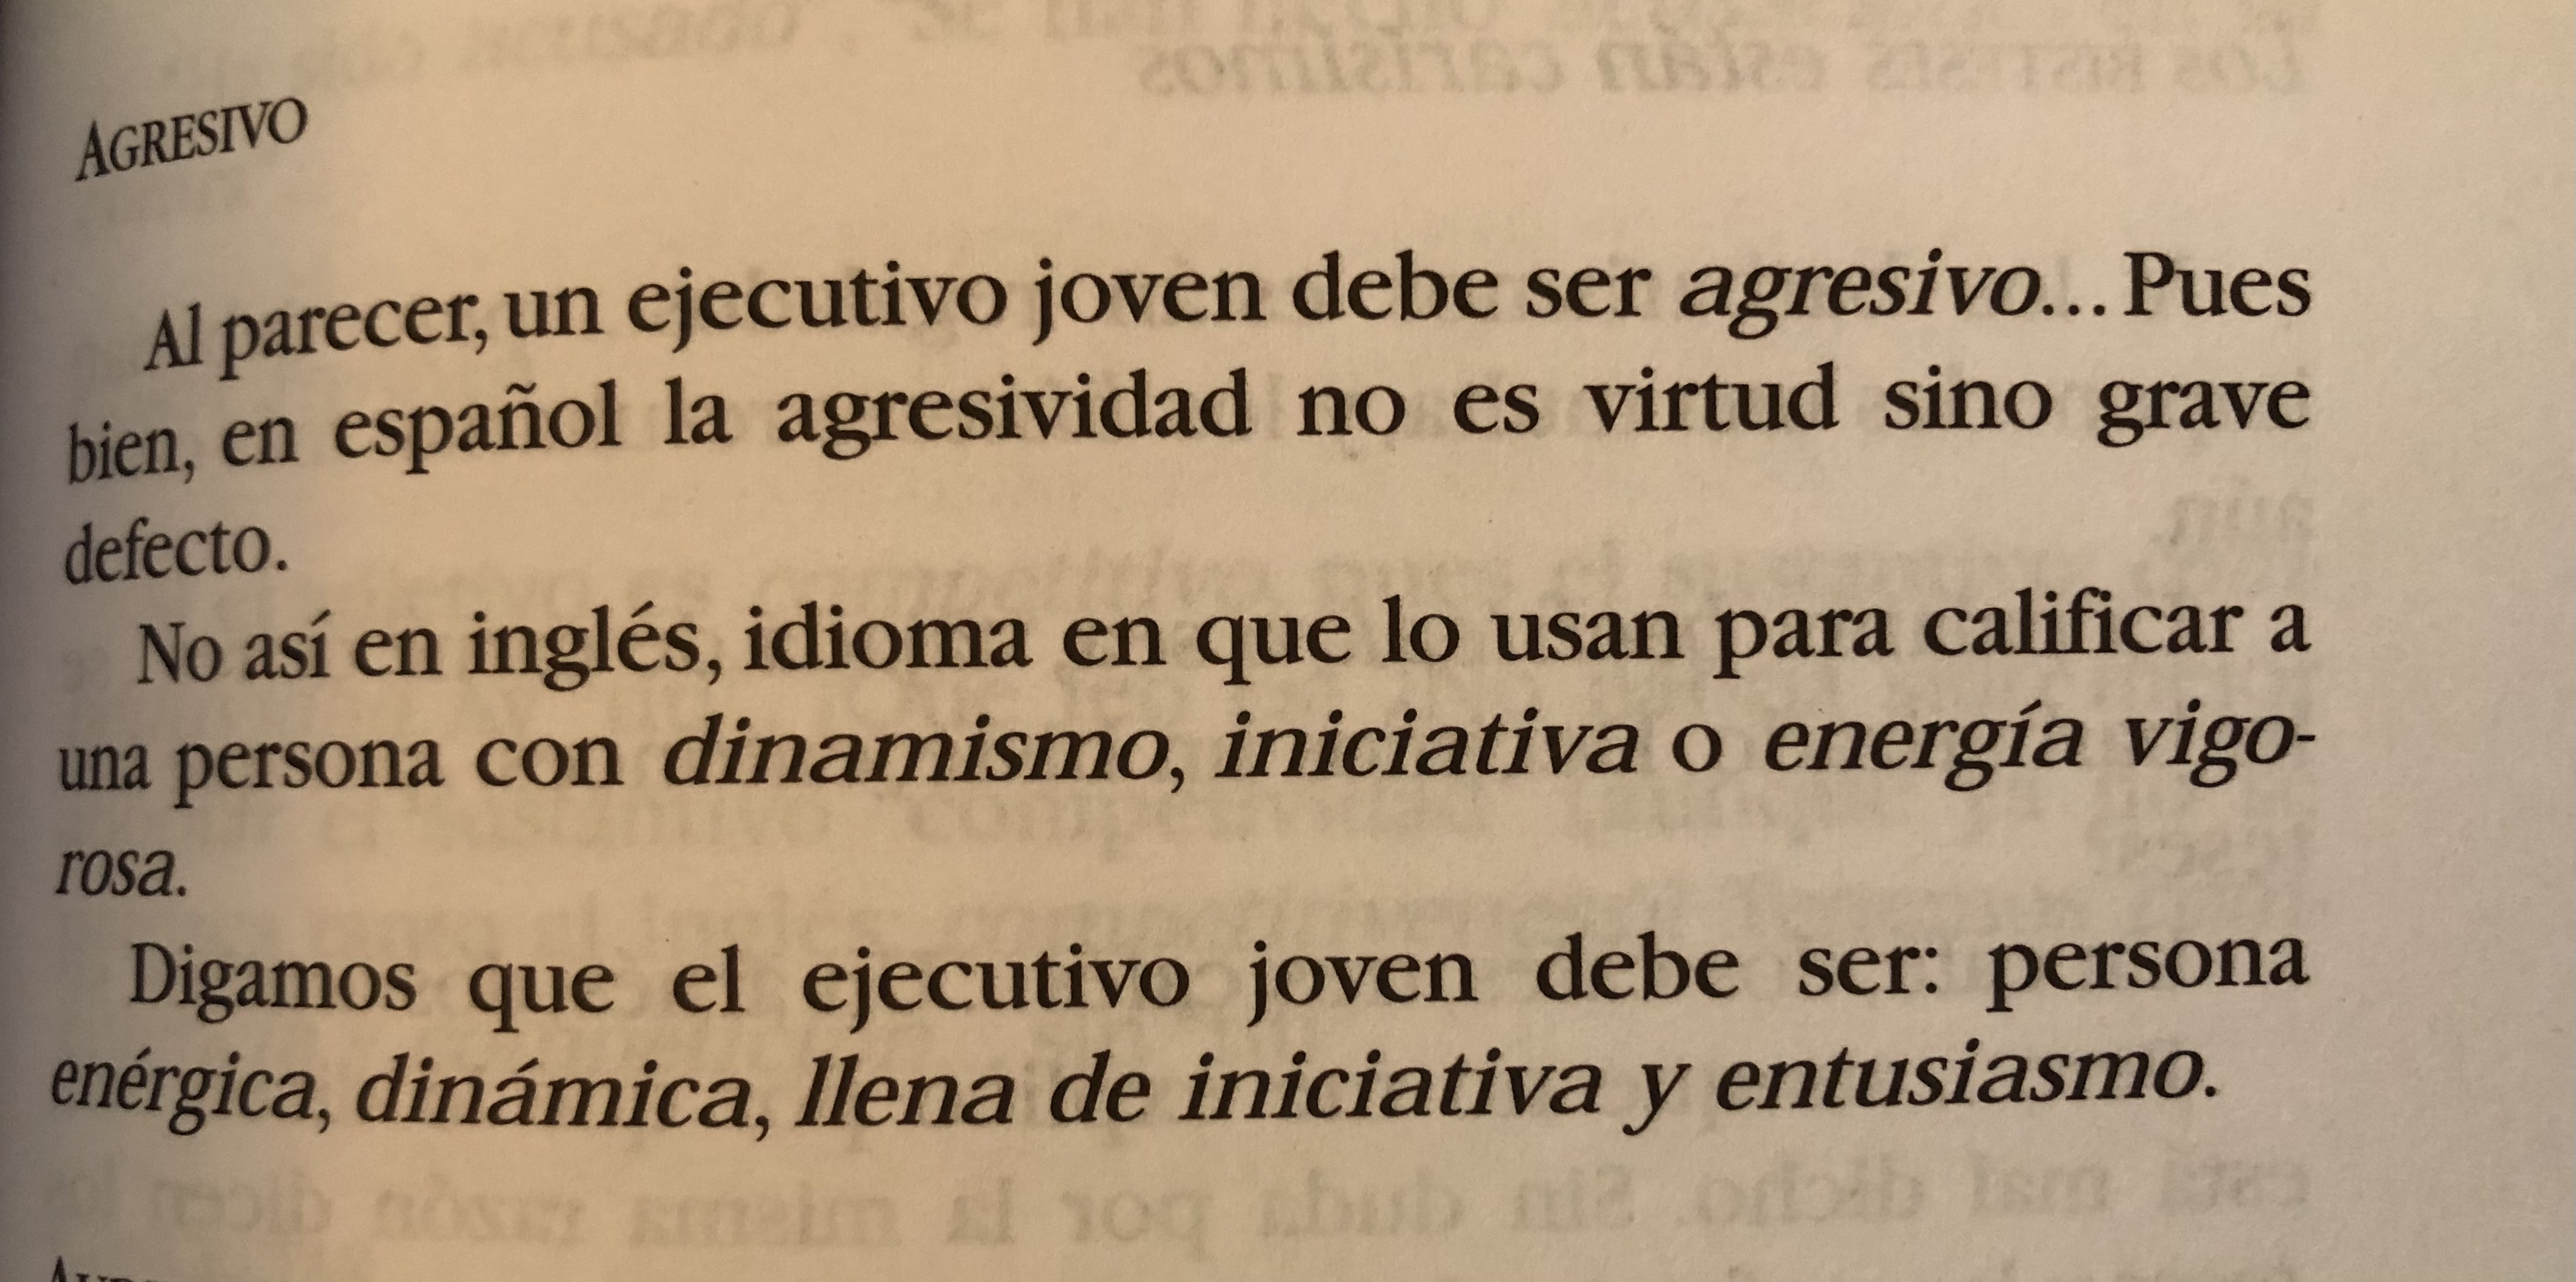 AGRESIVO
Al parecer, un ejecutivo joven debe ser agresivo... Pues
bien, en español la agresividad no es virtud sino grave
defecto.
No así en inglés, idioma en que lo usan para calificar a
una persona con dinamismo, iniciativa o energía vigo-
rosa.
Digamos que el ejecutivo joven debe ser: persona
enérgica, dinámica, llena de iniciativa y entusiasmo.